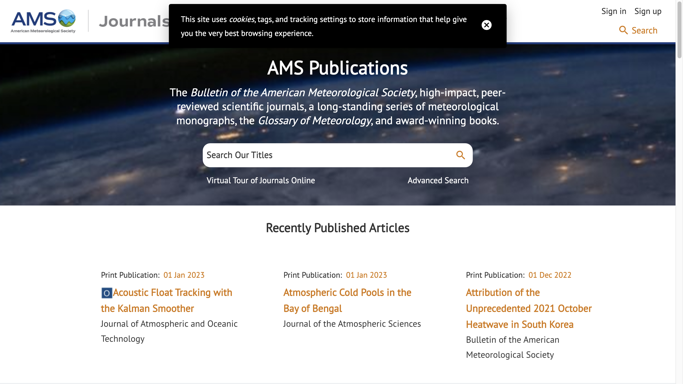 AMS
American Meteorological Society
Journals
This site uses cookies, tags, and tracking settings to store information that help give
you the very best browsing experience.
Sign in Sign up
Search
AMS Publications
The Bulletin of the American Meteorological Society, high-impact, peer-
reviewed scientific journals, a long-standing series of meteorological
monographs, the Glossary of Meteorology, and award-winning books.
Search Our Titles
Virtual Tour of Journals Online Advanced Search
Recently Published Articles
Print Publication: 01 Jan 2023
Acoustic Float Tracking with
the Kalman Smoother
Journal of Atmospheric and Oceanic
Technology
Print Publication: 01 Jan 2023
Atmospheric Cold Pools in the
Bay of Bengal
Journal of the Atmospheric Sciences
Print Publication: 01 Dec 2022
Attribution of the
Unprecedented 2021 October
Heatwave in South Korea
Bulletin of the American
Meteorological Society